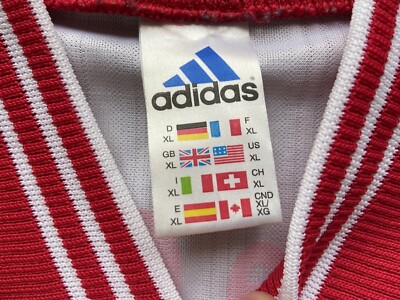 adidas
D XL F XL
GB XL US XL
I XL CH XL
E XL CND XL/XG